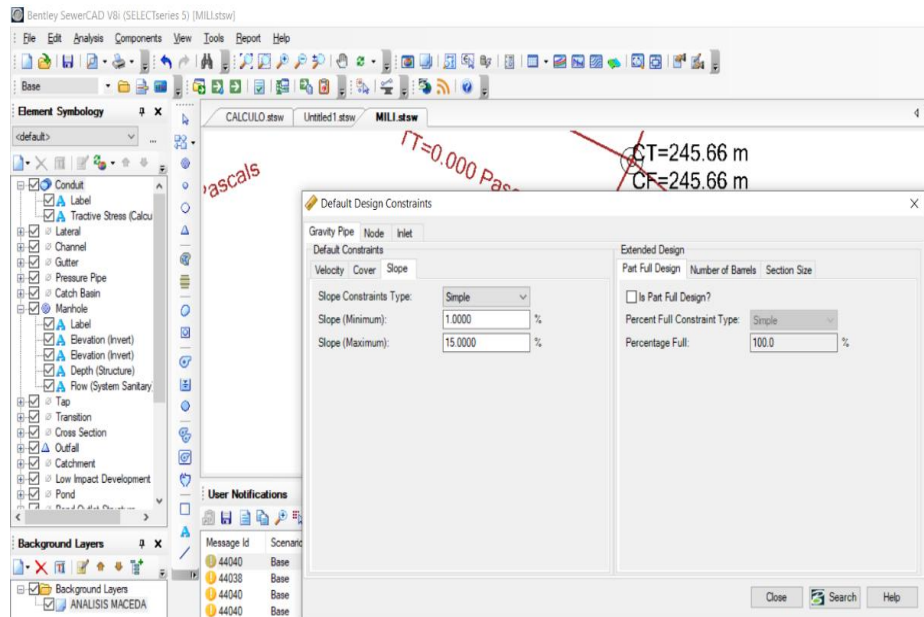 Bentley SewerCAD V8i (SELECTseries 5) [MILI.stsw]
File Edit Analysis Components View Tools Report Help
Base
Element Symbology
<default>
Conduit
Label
Tractive Stress (Calcu
Lateral
Channel
Gutter
Pressure Pipe
Catch Basin
Manhole
Label
Elevation (Invert)
Elevation (Invert)
Depth (Structure)
Flow (System Sanitary
Tap
Transition
Cross Section
Outfall
Catchment
Low Impact Development
Pond
Pond Outlet Structure
Background Layers
Background Layers
ANALISIS MACEDA
CALCULO.stsw Untitled1.stsw MILI.stsw
Pascals
TT=0.000 Pasc
CT=245.66 m
CF=245.66 m
Default Design Constraints
Gravity Pipe Node Inlet
Default Constraints
Velocity Cover Slope
Slope Constraints Type: Simple
Slope (Minimum): 1.0000 %
Slope (Maximum): 15.0000 %
Extended Design
Part Full Design Number of Barrels Section Size
Is Part Full Design?
Percent Full Constraint Type: Simple
Percentage Full: 100.0 %
Close Search Help
User Notifications
Message Id Scenario
44040 Base
44038 Base
44040 Base
44040 Base